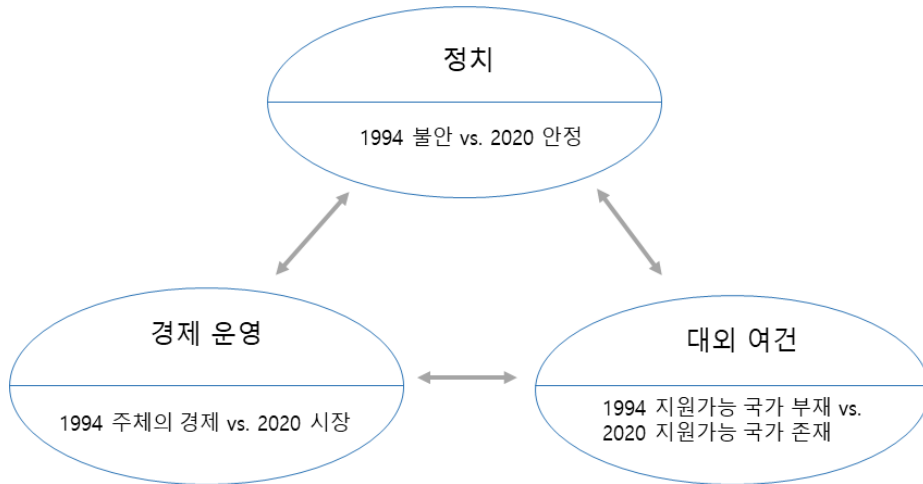 정치
1994 불안 vs. 2020 안정
경제 운영
1994 주체의 경제 vs. 2020 시장
대외 여건
1994 지원가능 국가 부재 vs.
2020 지원가능 국가 존재